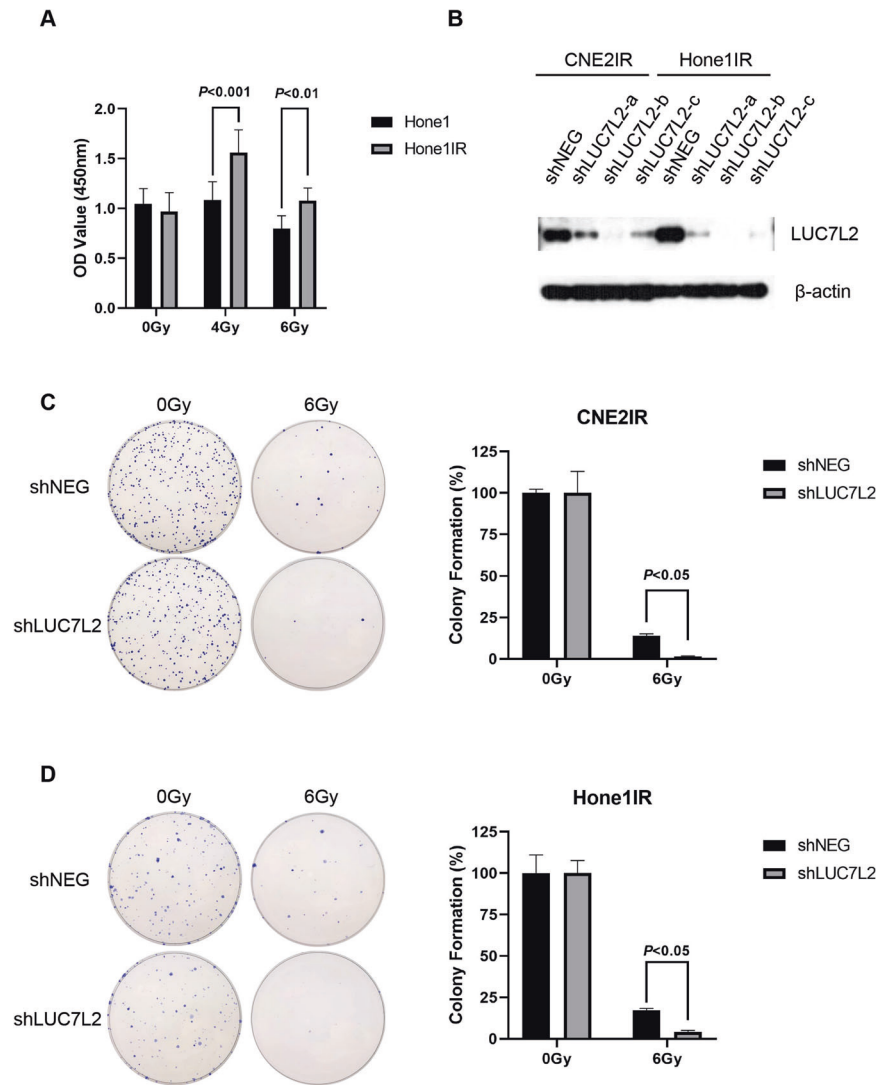 A
P<0.001
P<0.01
2.0
1.5
1.0
0.5
0.0
OD Value (450nm)
0Gy
4Gy
6Gy
Hone1
Hone1IR
B
CNE2IR
Hone1IR
shNEG
shLUC7L2-a
shLUC7L2-b
shLUC7L2-c
shNEG
shLUC7L2-a
shLUC7L2-b
shLUC7L2-c
LUC7L2
β-actin
C
0Gy
6Gy
shNEG
shLUC7L2
CNE2IR
125
100
75
50
25
0
Colony Formation (%)
P<0.05
0Gy
6Gy
shNEG
shLUC7L2
D
0Gy
6Gy
shNEG
shLUC7L2
Hone1IR
125
100
75
50
25
0
Colony Formation (%)
P<0.05
0Gy
6Gy
shNEG
shLUC7L2